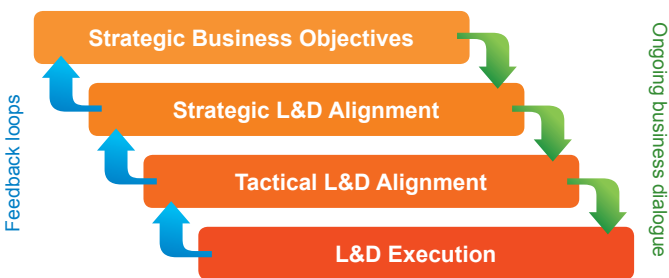 Strategic Business Objectives
Strategic L&D Alignment
Tactical L&D Alignment
L&D Execution
Feedback loops
Ongoing business dialogue